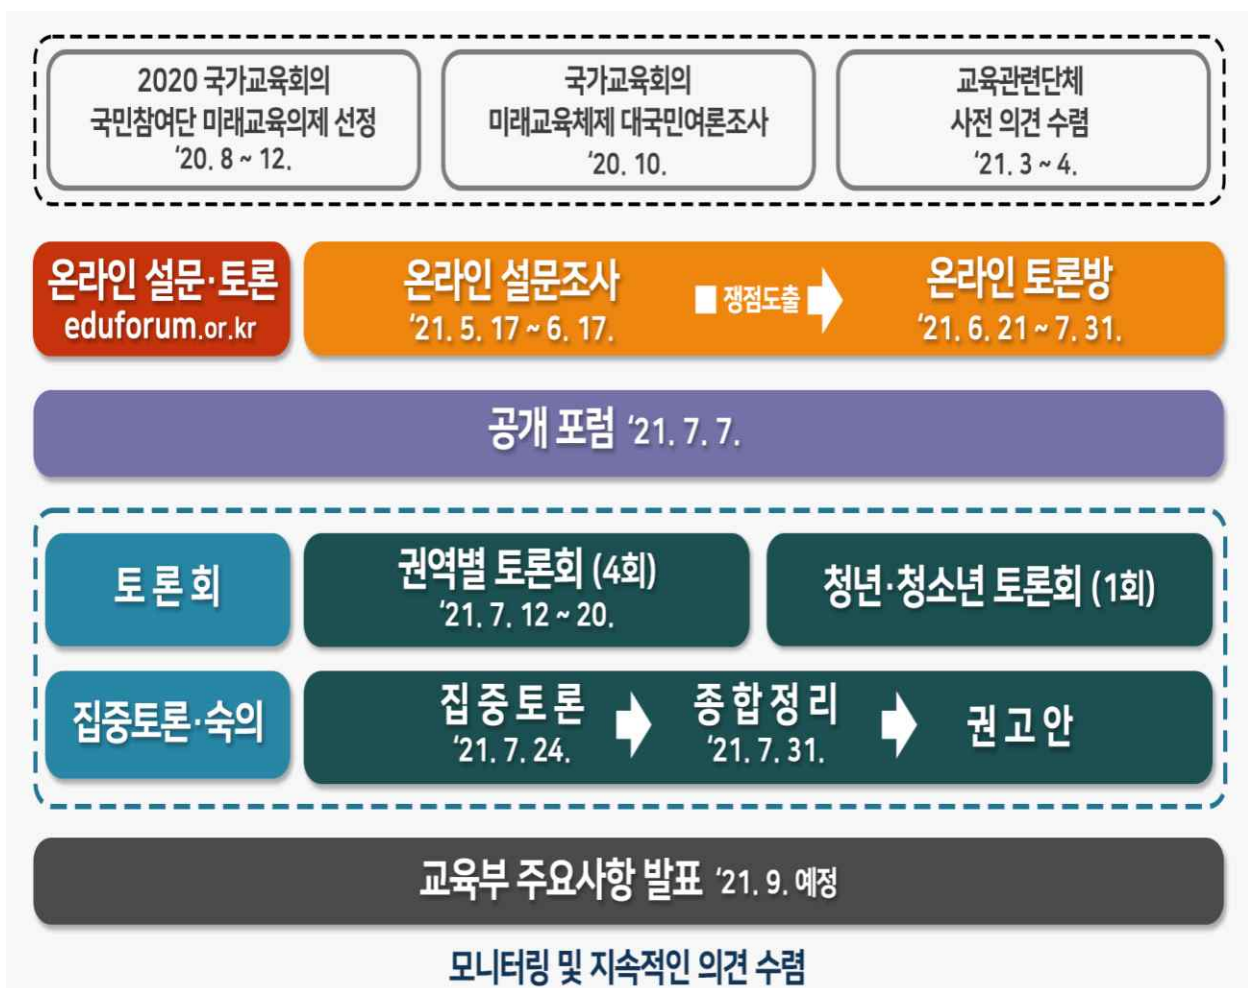 2020 국가교육회의
국민참여단 미래교육의제 선정
‘20. 8 ~ 12.
국가교육회의
미래교육체제 대국민여론조사
‘20. 10.
교육관련단체
사전 의견 수렴
‘21. 3 ~ 4.
온라인 설문·토론
eduforum.or.kr
온라인 설문조사
‘21. 5. 17 ~ 6. 17.
■ 쟁점도출
온라인 토론방
‘21. 6. 21 ~ 7. 31.
공개 포럼 ‘21. 7. 7.
토론회
권역별 토론회 (4회)
‘21. 7. 12 ~ 20.
청년·청소년 토론회 (1회)
집중토론·숙의
집중토론
‘21. 7. 24.
종합정리
‘21. 7. 31.
권고안
교육부 주요사항 발표 ‘21. 9. 예정
모니터링 및 지속적인 의견 수렴